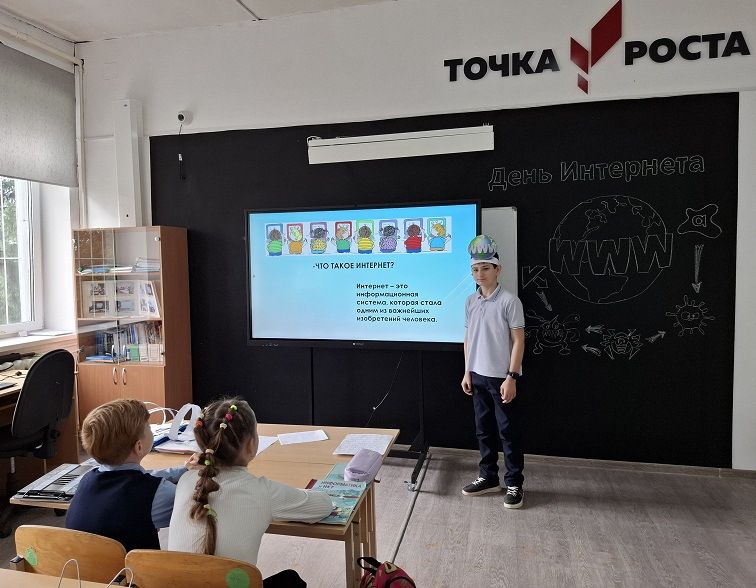 ТОЧКА РОСТА
День Интернета
WWW
a
К
-ЧТО ТАКОЕ ИНТЕРНЕТ?
Интернет – это
информационная
система, которая стала
одним из важнейших
изобретений человека.
ИНФОРМАТИКА